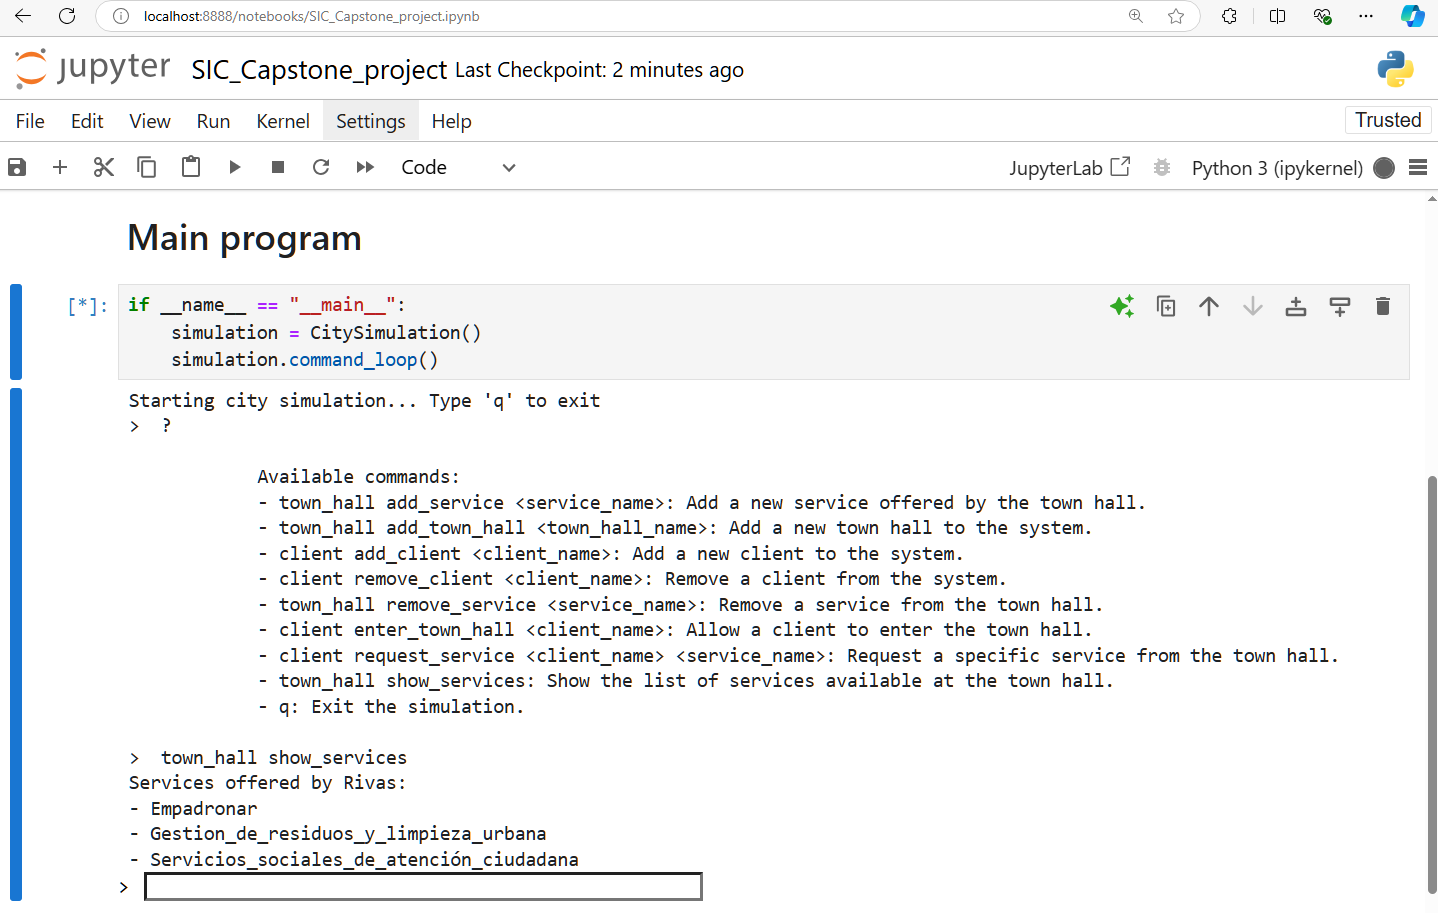 localhost:8888/notebooks/SIC_Capstone_project.ipynb
jupyter SIC_Capstone_project Last Checkpoint: 2 minutes ago
File Edit View Run Kernel Settings Help Trusted
Code JupyterLab Python 3 (ipykernel)
Main program
[*]: if __name__ == "__main__":
simulation = CitySimulation()
simulation.command_loop()
Starting city simulation... Type 'q' to exit
> ?
Available commands:
- town_hall add_service <service_name>: Add a new service offered by the town hall.
- town_hall add_town_hall <town_hall_name>: Add a new town hall to the system.
- client add_client <client_name>: Add a new client to the system.
- client remove_client <client_name>: Remove a client from the system.
- town_hall remove_service <service_name>: Remove a service from the town hall.
- client enter_town_hall <client_name>: Allow a client to enter the town hall.
- client request_service <client_name> <service_name>: Request a specific service from the town hall.
- town_hall show_services: Show the list of services available at the town hall.
- q: Exit the simulation.
> town_hall show_services
Services offered by Rivas:
- Empadronar
- Gestion_de_residuos_y_limpieza_urbana
- Servicios_sociales_de_atención_ciudadana
>